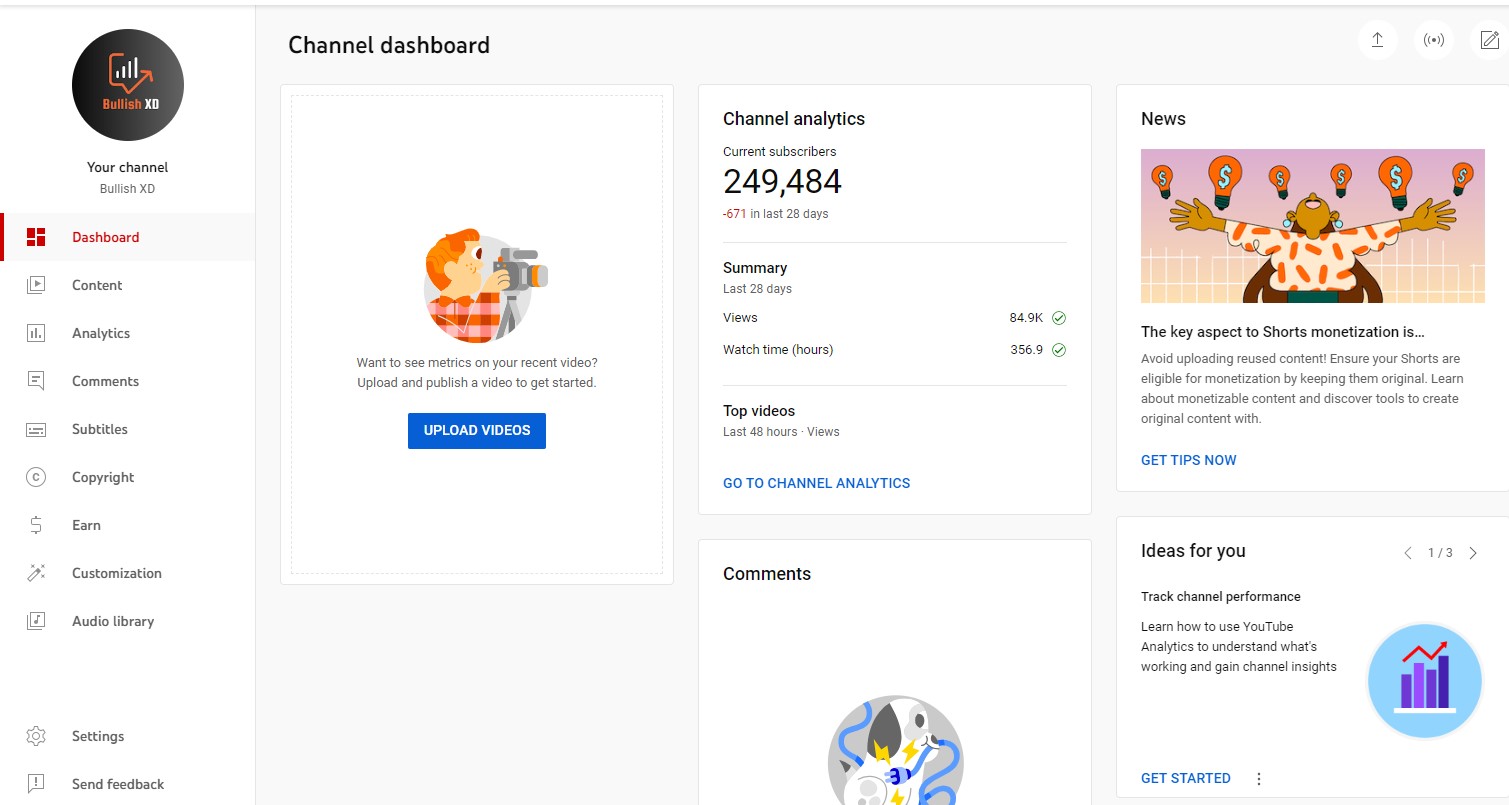 Bullish XD
Your channel
Bullish XD
Dashboard
Content
Analytics
Comments
Subtitles
Copyright
Earn
Customization
Audio library
Settings
Send feedback
Channel dashboard
Want to see metrics on your recent video?
Upload and publish a video to get started.
UPLOAD VIDEOS
Channel analytics
Current subscribers
249,484
-671 in last 28 days
Summary
Last 28 days
Views 84.9K
Watch time (hours) 356.9
Top videos
Last 48 hours · Views
GO TO CHANNEL ANALYTICS
Comments
News
$ $ $ $ $ $
The key aspect to Shorts monetization is…
Avoid uploading reused content! Ensure your Shorts are
eligible for monetization by keeping them original. Learn
about monetizable content and discover tools to create
original content with.
GET TIPS NOW
Ideas for you
1 / 3
Track channel performance
Learn how to use YouTube
Analytics to understand what's
working and gain channel insights
GET STARTED